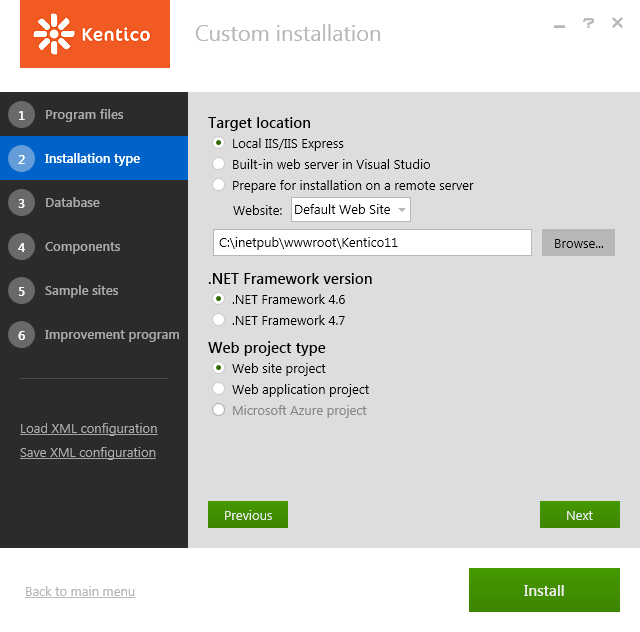 Kentico
Custom installation
?
1 Program files
2 Installation type
3 Database
4 Components
5 Sample sites
6 Improvement program
Load XML configuration
Save XML configuration
Target location
Local IIS/IIS Express
Built-in web server in Visual Studio
Prepare for installation on a remote server
Website: Default Web Site
C:\inetpub\wwwroot\Kentico11 Browse...
.NET Framework version
.NET Framework 4.6
.NET Framework 4.7
Web project type
Web site project
Web application project
Microsoft Azure project
Previous Next
Back to main menu Install